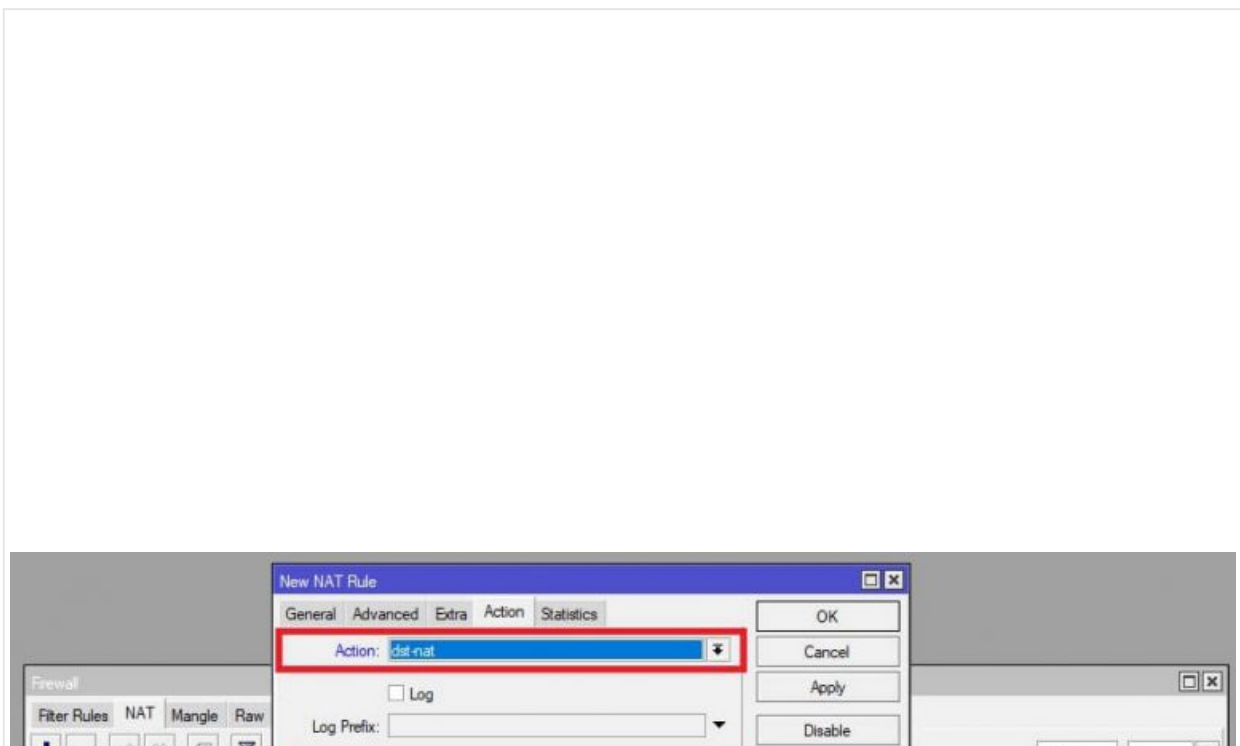 New NAT Rule
General Advanced Extra Action Statistics
OK
Action: dst-nat
Cancel
Firewall
Log
Apply
Filter Rules NAT Mangle Raw
Log Prefix:
Disable